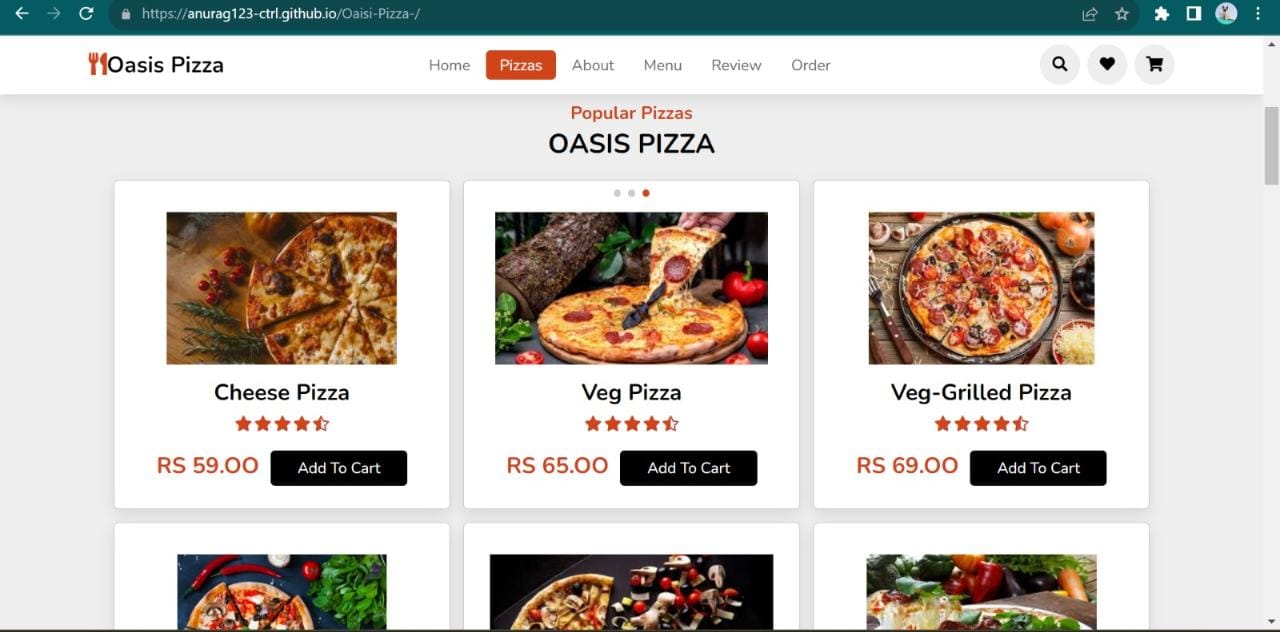 https://anurag123-ctrl.github.io/Oaisi-Pizza-/
Oasis Pizza Home Pizzas About Menu Review Order
Popular Pizzas
OASIS PIZZA
Cheese Pizza Veg Pizza Veg-Grilled Pizza
RS 59.00 Add To Cart RS 65.00 Add To Cart RS 69.00 Add To Cart